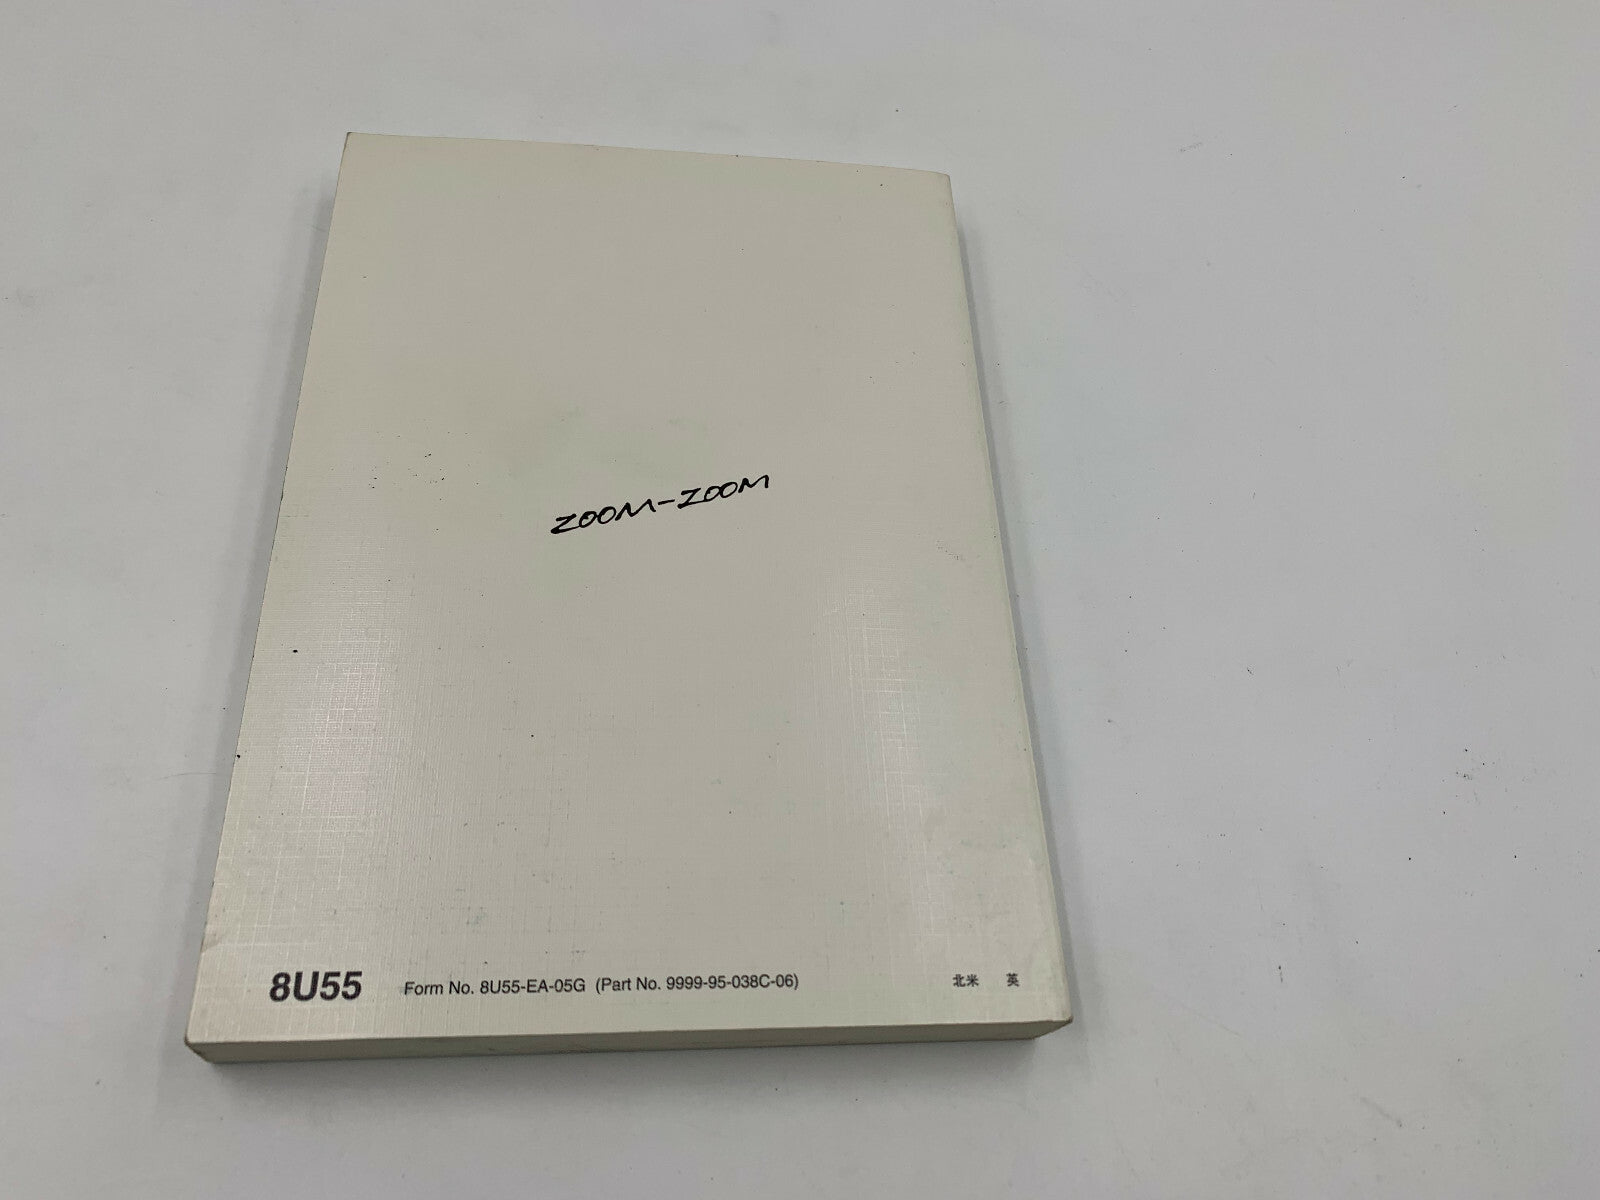 ZOOM-ZOOM
8U55 Form No. 8U55-EA-05G (Part No. 9999-95-038C-06) 北米 英